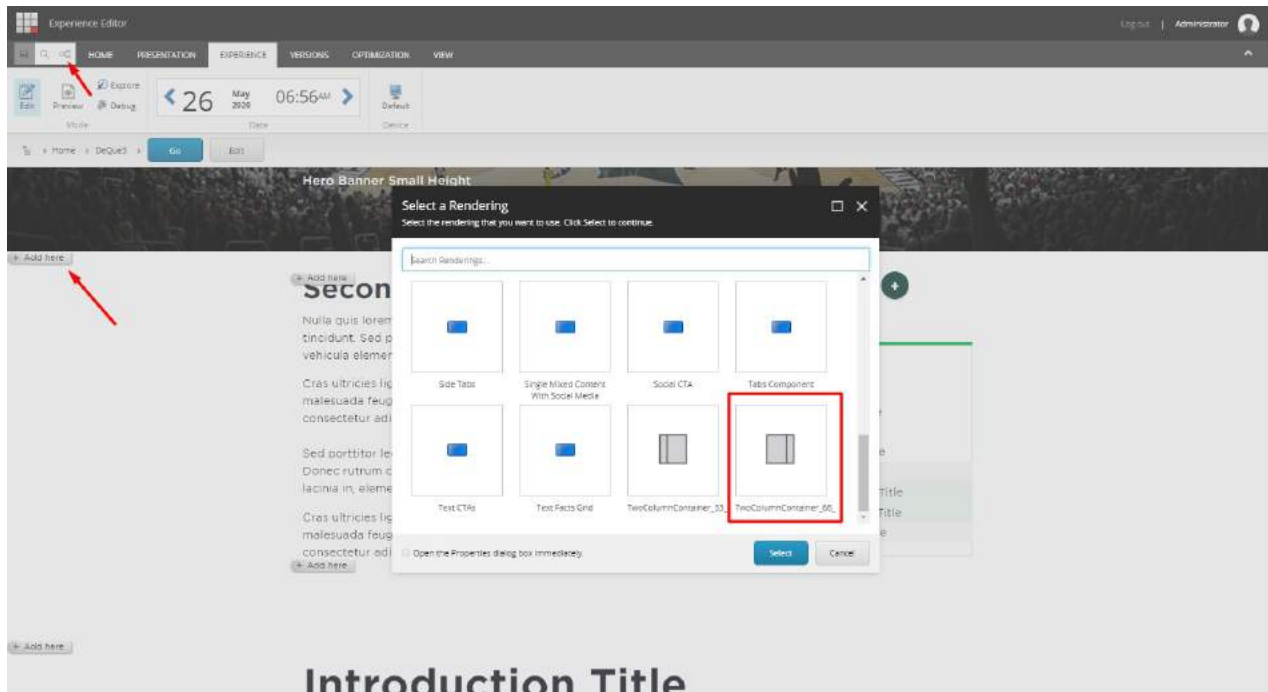 Experience Editor
Log out | Administrator
HOME PRESENTATION EXPERIENCE VERSIONS OPTIMIZATION VIEW
Edit
Preview
Explore
Debug
Mode
26 May 2020 06:56AM
Date
Default
Device
Home DeQue3 Go Edit
Hero Banner Small Height
Select a Rendering
Select the rendering that you want to use. Click Select to continue.
+ Add here
Search Renderings...
+ Add here
Secon
Nulla quis lorem
tincidunt. Sed p
vehicula elemen
Cras ultricies lig
malesuada feug
consectetur adi
Sed porttitor le
Donec rutrum c
lacinia in, eleme
Cras ultricies lig
malesuada feug
consectetur adi
Side Tabs
Single Mixed Content With Social Media
Social CTA
Tabs Component
Text CTAs
Text Facts Grid
TwoColumnContainer_33_
TwoColumnContainer_66_
e
Title
Title
e
Open the Properties dialog box immediately.
Select
Cancel
+ Add here
+ Add here
Introduction Title